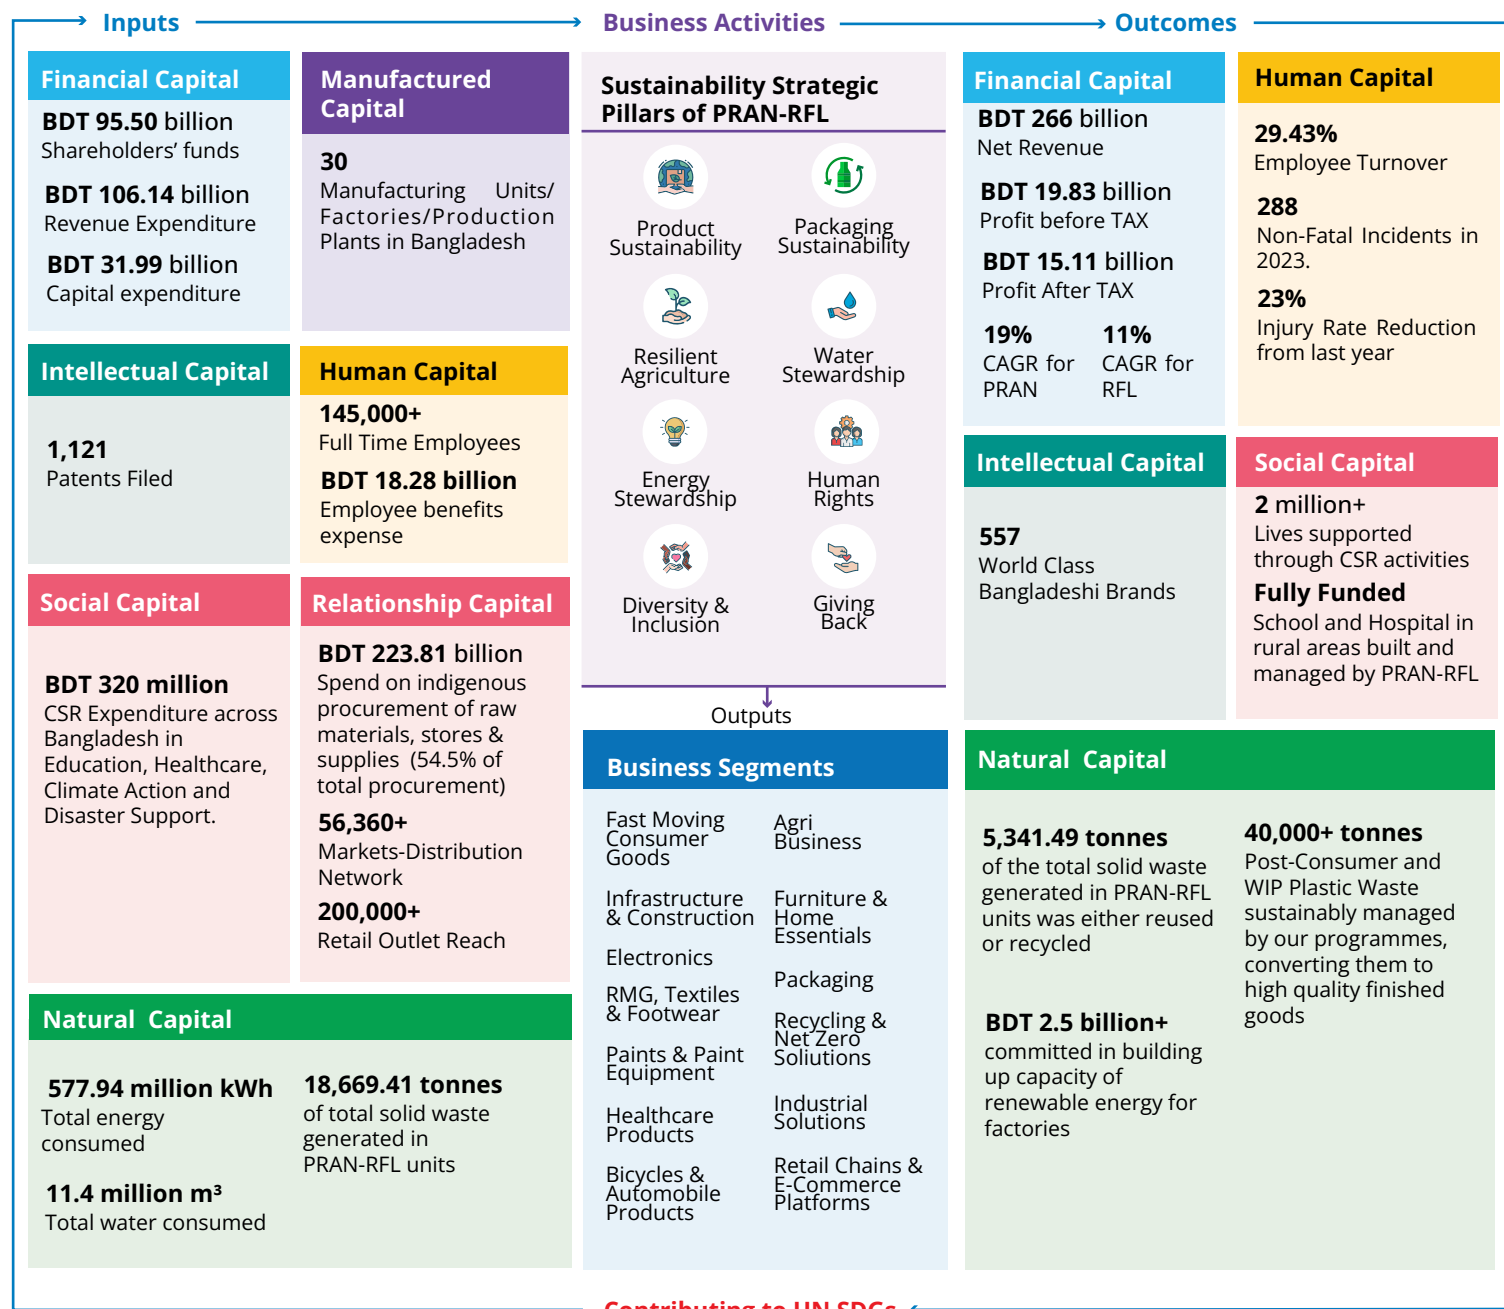 Inputs
Business Activities
Outcomes
Financial Capital
BDT 95.50 billion
Shareholders' funds
BDT 106.14 billion
Revenue Expenditure
BDT 31.99 billion
Capital expenditure
Manufactured
Capital
30
Manufacturing Units/
Factories/Production
Plants in Bangladesh
Intellectual Capital
1,121
Patents Filed
Human Capital
145,000+
Full Time Employees
BDT 18.28 billion
Employee benefits
expense
Social Capital
BDT 320 million
CSR Expenditure across
Bangladesh in
Education, Healthcare,
Climate Action and
Disaster Support.
Relationship Capital
BDT 223.81 billion
Spend on indigenous
procurement of raw
materials, stores &
supplies (54.5% of
total procurement)
56,360+
Markets-Distribution
Network
200,000+
Retail Outlet Reach
Natural Capital
577.94 million kWh
Total energy
consumed
11.4 million m³
Total water consumed
18,669.41 tonnes
of total solid waste
generated in
PRAN-RFL units
Sustainability Strategic
Pillars of PRAN-RFL
Product
Sustainability
Packaging
Sustainability
Resilient
Agriculture
Water
Stewardship
Energy
Stewardship
Human
Rights
Diversity &
Inclusion
Giving
Back
Outputs
Business Segments
Fast Moving
Consumer
Goods
Infrastructure
& Construction
Electronics
RMG, Textiles
& Footwear
Paints & Paint
Equipment
Healthcare
Products
Bicycles &
Automobile
Products
Agri
Business
Furniture &
Home
Essentials
Packaging
Recycling &
Net Zero
Soliutions
Industrial
Solutions
Retail Chains &
E-Commerce
Platforms
Financial Capital
BDT 266 billion
Net Revenue
BDT 19.83 billion
Profit before TAX
BDT 15.11 billion
Profit After TAX
19%
CAGR for
PRAN
11%
CAGR for
RFL
Human Capital
29.43%
Employee Turnover
288
Non-Fatal Incidents in
2023.
23%
Injury Rate Reduction
from last year
Intellectual Capital
557
World Class
Bangladeshi Brands
Social Capital
2 million+
Lives supported
through CSR activities
Fully Funded
School and Hospital in
rural areas built and
managed by PRAN-RFL
Natural Capital
5,341.49 tonnes
of the total solid waste
generated in PRAN-RFL
units was either reused
or recycled
BDT 2.5 billion+
committed in building
up capacity of
renewable energy for
factories
40,000+ tonnes
Post-Consumer and
WIP Plastic Waste
sustainably managed
by our programmes,
converting them to
high quality finished
goods
Contributing to UN SDGs